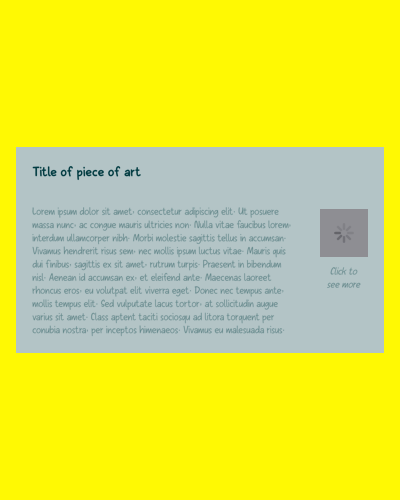 Title of piece of art
Lorem ipsum dolor sit amet, consectetur adipiscing elit. Ut posuere
massa nunc, ac congue mauris ultricies non. Nulla vitae faucibus lorem,
interdum ullamcorper nibh. Morbi molestie sagittis tellus in accumsan.
Vivamus hendrerit risus sem, nec mollis ipsum luctus vitae. Mauris quis
dui finibus, sagittis ex sit amet, rutrum turpis. Praesent in bibendum
nisl. Aenean id accumsan ex, et eleifend ante. Maecenas laoreet
rhoncus eros, eu volutpat elit viverra eget. Donec nec tempus ante,
mollis tempus elit. Sed vulputate lacus tortor, at sollicitudin augue
varius sit amet. Class aptent taciti sociosqu ad litora torquent per
conubia nostra, per inceptos himenaeos. Vivamus eu malesuada risus.
Click to
see more